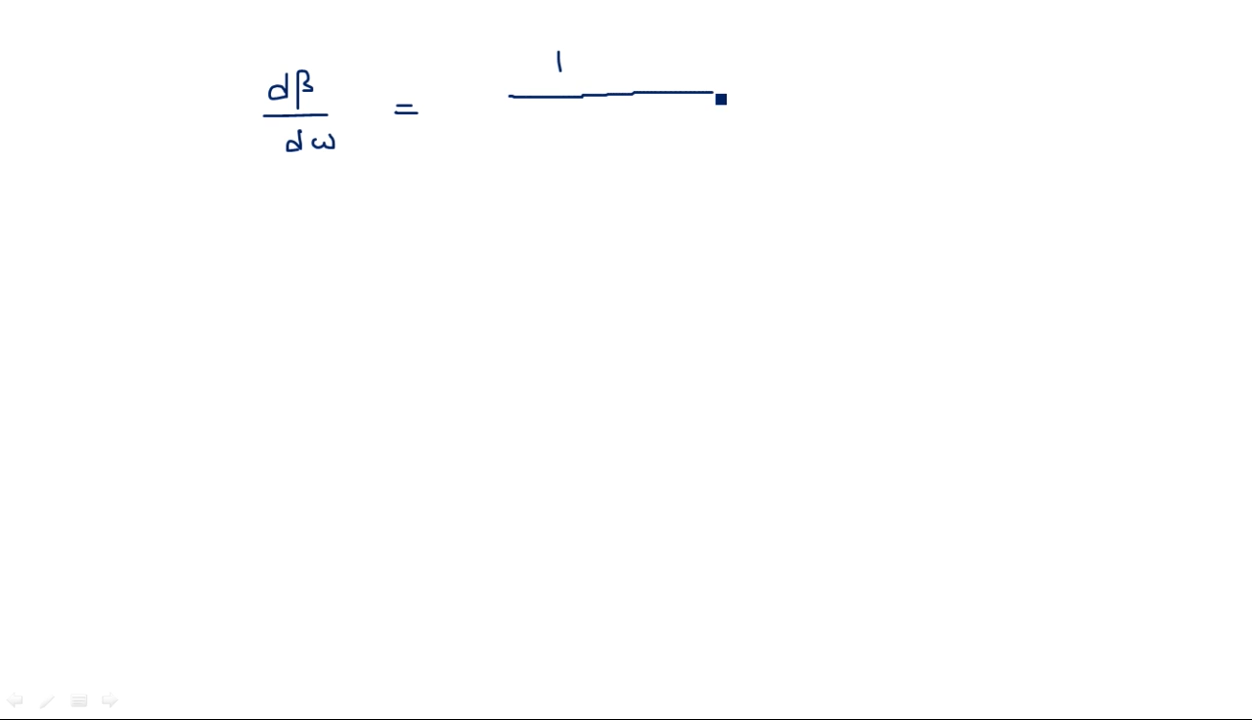 dβ/dω = 1/